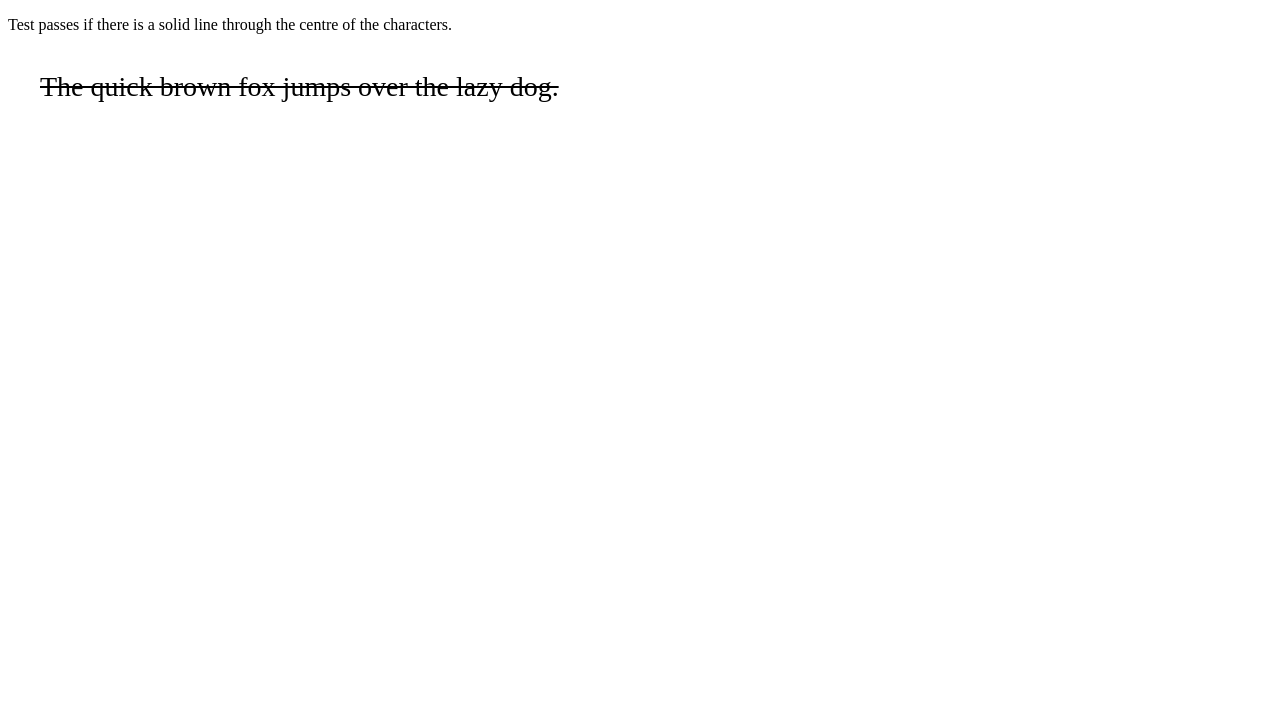 Test passes if there is a solid line through the centre of the characters.
The quick brown fox jumps over the lazy dog.